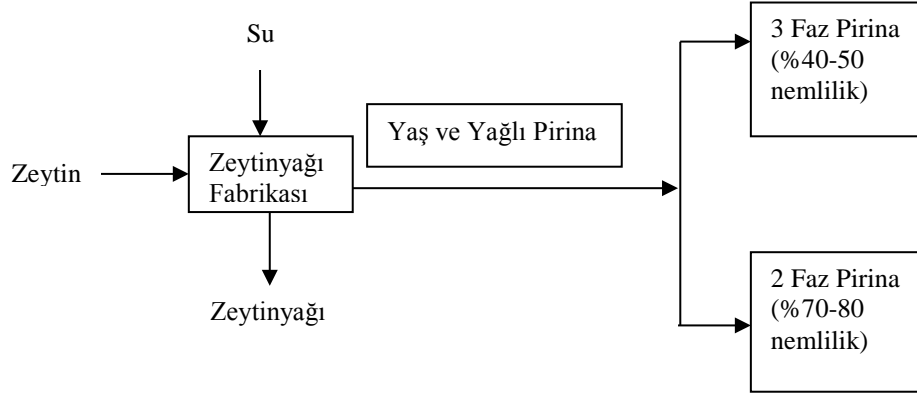 Su
Zeytin
Zeytinyağı
Fabrikası
Zeytinyağı
Yaş ve Yağlı Pirina
3 Faz Pirina
(%40-50
nemlilik)
2 Faz Pirina
(%70-80
nemlilik)